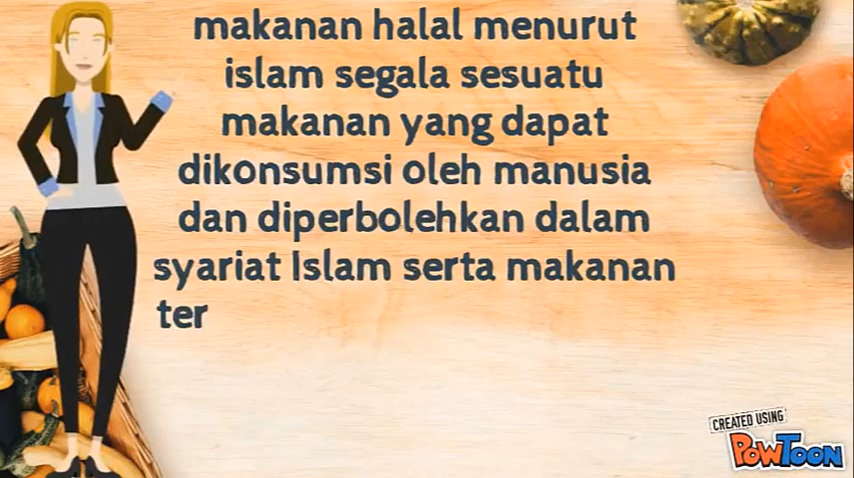 makanan halal menurut
islam segala sesuatu
makanan yang dapat
dikonsumsi oleh manusia
dan diperbolehkan dalam
syariat Islam serta makanan
ter
CREATED USING
POWTOON